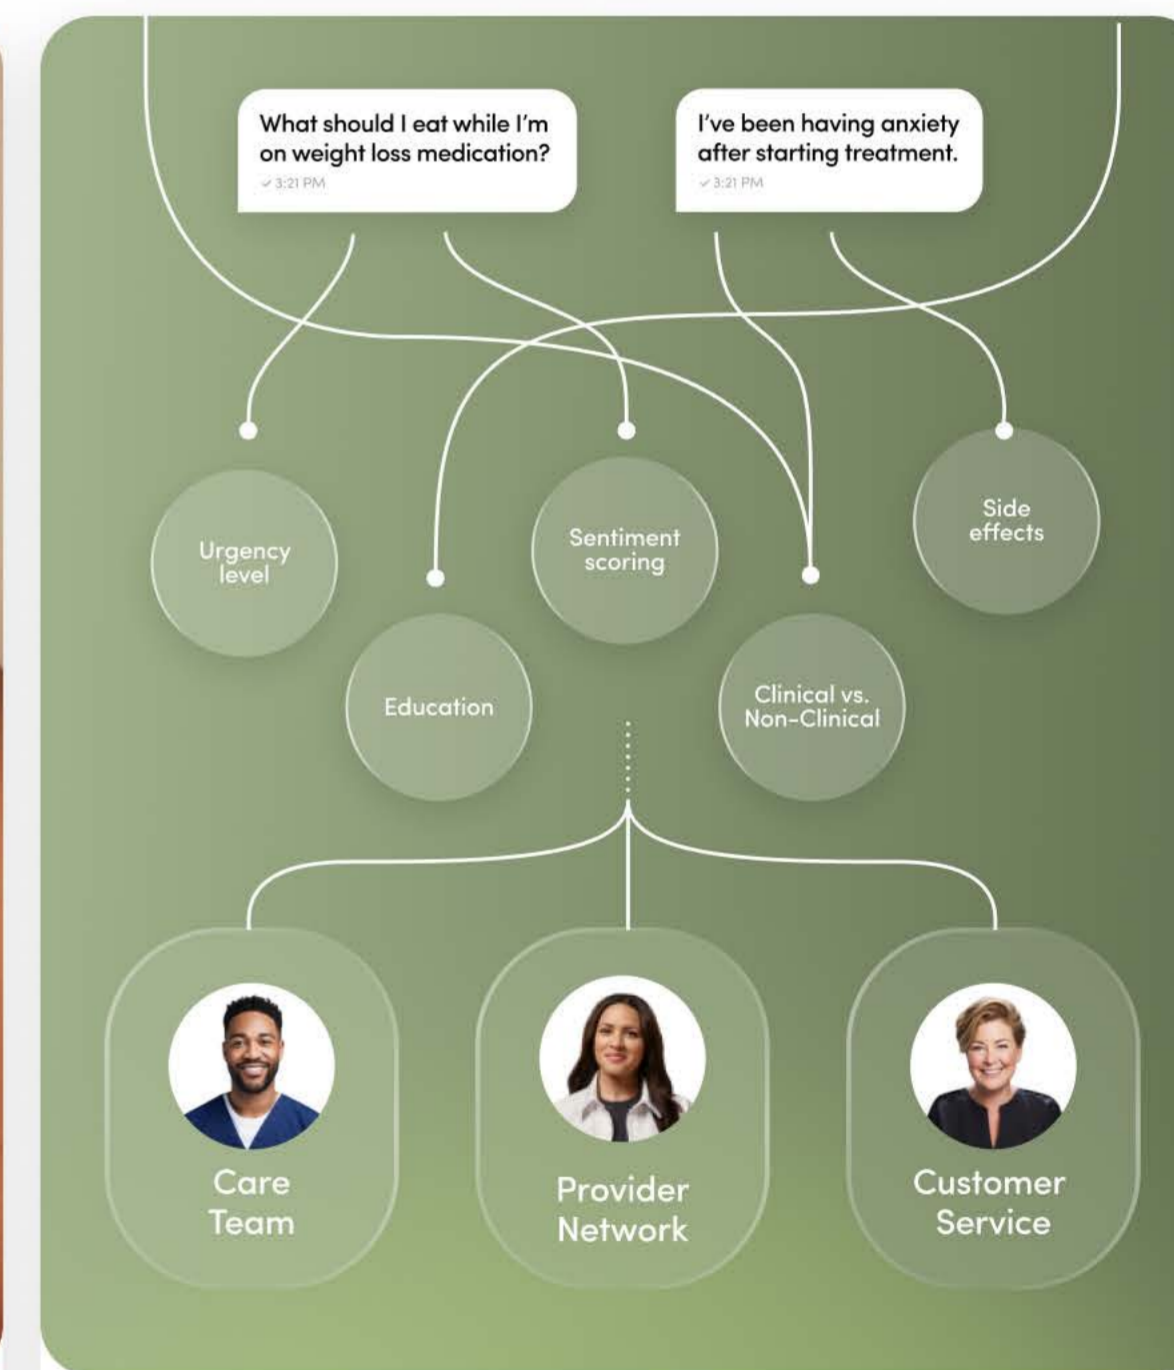 What should I eat while I'm
on weight loss medication?
✓ 3:21 PM
I've been having anxiety
after starting treatment.
✓ 3:21 PM
Urgency
level
Sentiment
scoring
Side
effects
Education
Clinical vs.
Non-Clinical
Care
Team
Provider
Network
Customer
Service